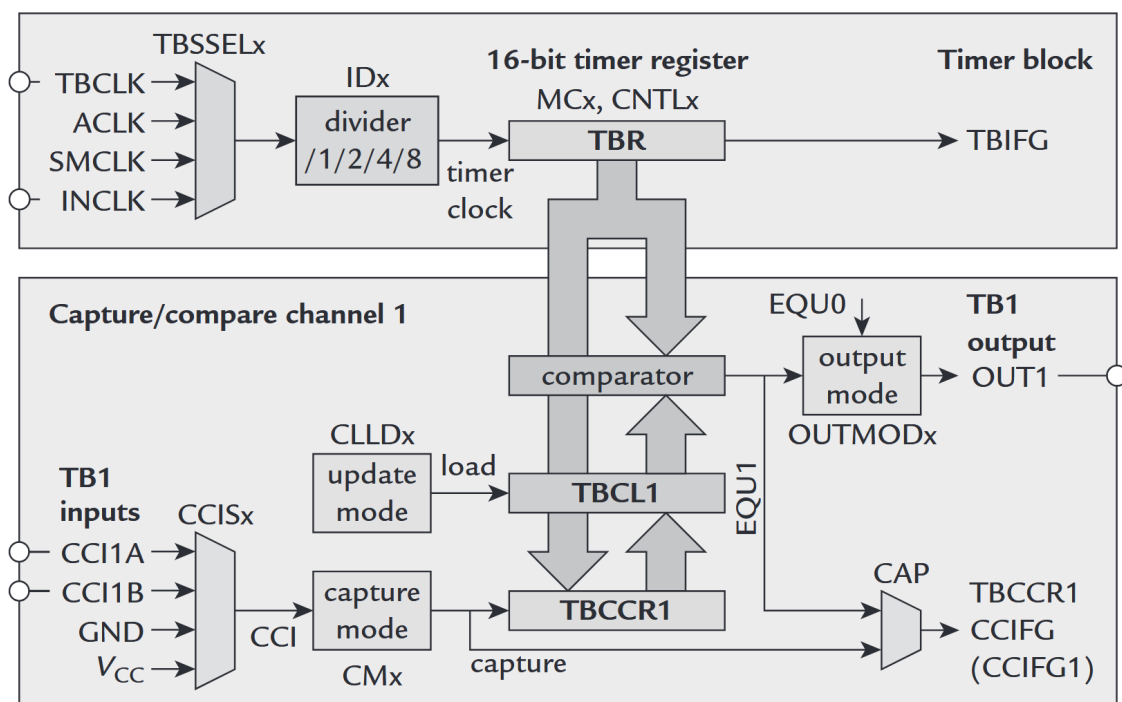 TBSSELx
TBCLK
ACLK
SMCLK
INCLK
IDx
divider
/1/2/4/8
timer
clock
16-bit timer register
MCx, CNTLx
TBR
Timer block
TBIFG
Capture/compare channel 1
EQU0
TB1
output
OUT1
comparator
output
mode
OUTMODx
CLLDx
update
mode
load
TBCL1
EQU1
TB1
inputs
CCISx
CCI1A
CCI1B
GND
VCC
CCI
capture
mode
CMx
TBCCR1
capture
CAP
TBCCR1
CCIFG
(CCIFG1)